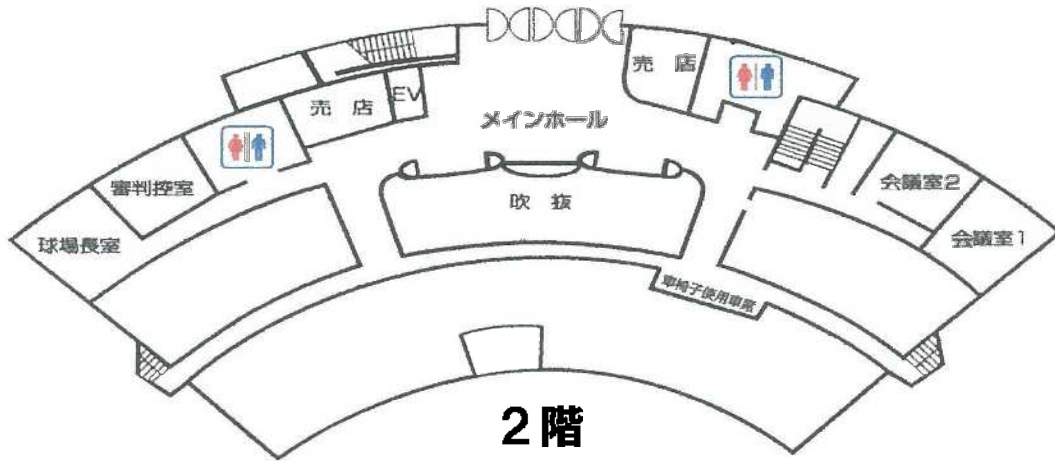 売店
売店
EV
メインホール
審判控室
会議室2
吹抜
球場長室
会議室1
車椅子使用車席
2階